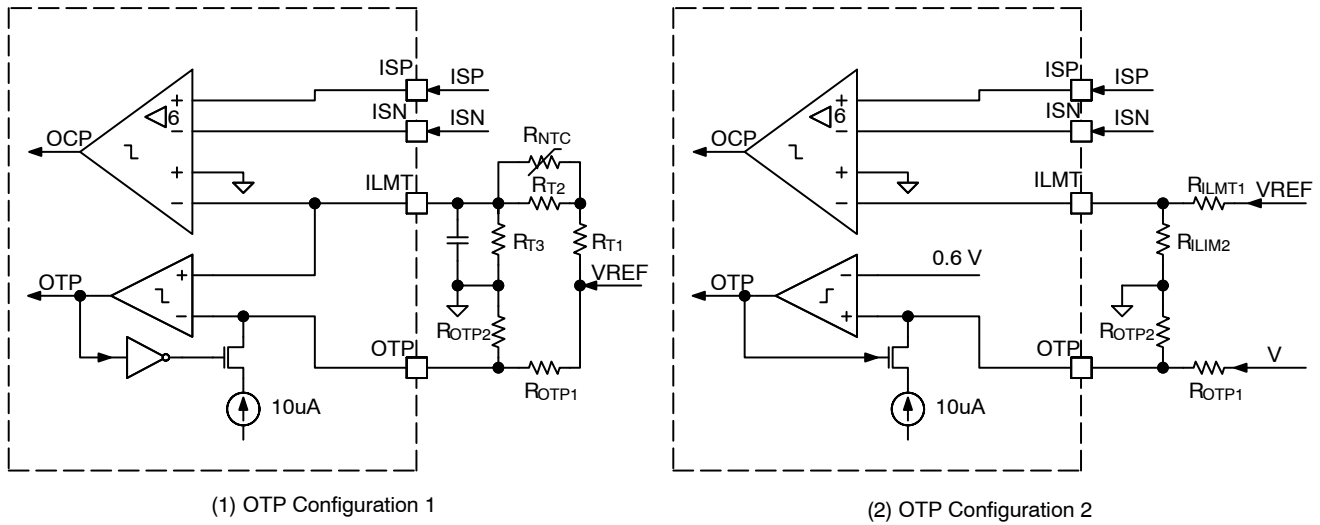 ISP
ISP
ISN
ISN
6
OCP
+
−
+
−
ILMT
RNTC
RT2
RT3
RT1
VREF
OTP
+
−
ROTP2
OTP
ROTP1
10uA
(1) OTP Configuration 1
ISP
ISP
ISN
ISN
6
OCP
+
−
+
−
ILMT
RILMT1
VREF
RILIM2
0.6 V
OTP
−
+
ROTP2
OTP
V
ROTP1
10uA
(2) OTP Configuration 2